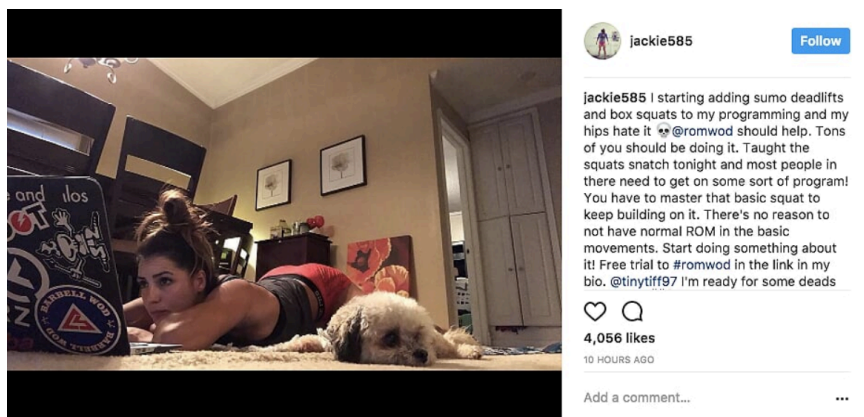 jackie585
Follow
jackie585 I starting adding sumo deadlifts
and box squats to my programming and my
hips hate it 💀@romwod should help. Tons
of you should be doing it. Taught the
squats snatch tonight and most people in
there need to get on some sort of program!
You have to master that basic squat to
keep building on it. There's no reason to
not have normal ROM in the basic
movements. Start doing something about
it! Free trial to #romwod in the link in my
bio. @tinytiff97 I'm ready for some deads
4,056 likes
10 HOURS AGO
Add a comment...
and ilos
BARBELL WOD
BARBELL WOD